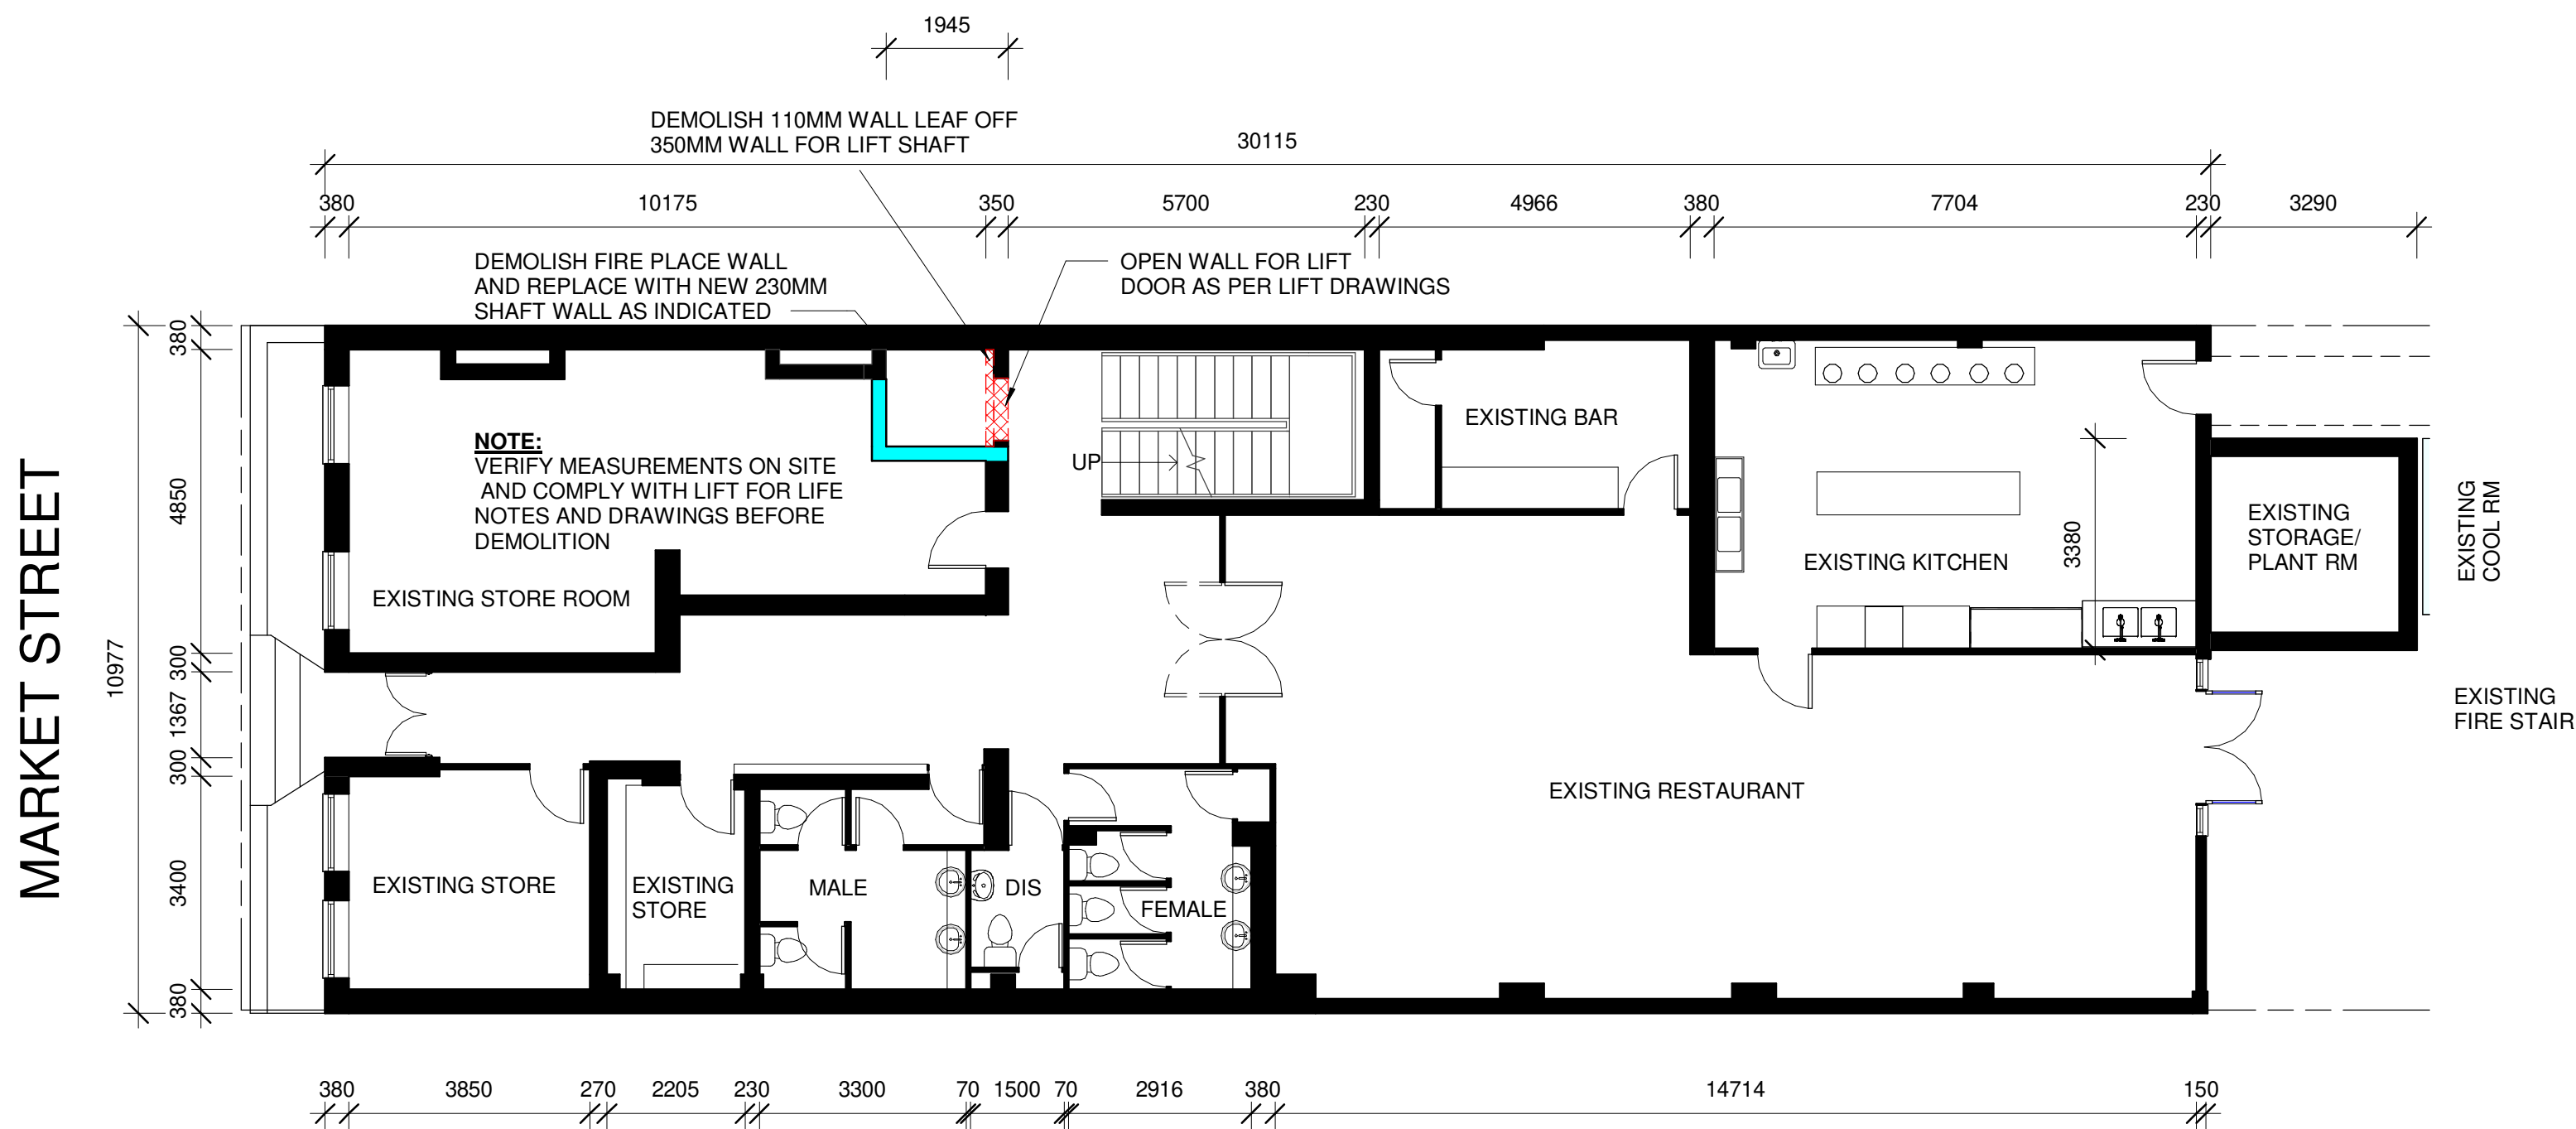 1945
DEMOLISH 110MM WALL LEAF OFF
350MM WALL FOR LIFT SHAFT
30115
380
10175
350
5700
230
4966
380
7704
230
3290
DEMOLISH FIRE PLACE WALL
AND REPLACE WITH NEW 230MM
SHAFT WALL AS INDICATED
OPEN WALL FOR LIFT
DOOR AS PER LIFT DRAWINGS
MARKET STREET
10977
380
4850
300
1367
300
3400
380
NOTE:
VERIFY MEASUREMENTS ON SITE
AND COMPLY WITH LIFT FOR LIFE
NOTES AND DRAWINGS BEFORE
DEMOLITION
EXISTING STORE ROOM
UP
EXISTING BAR
EXISTING KITCHEN
3380
EXISTING
STORAGE/
PLANT RM
EXISTING
COOL RM
EXISTING
FIRE STAIR
EXISTING RESTAURANT
EXISTING STORE
EXISTING
STORE
MALE
DIS
FEMALE
380
3850
270
2205
230
3300
70
1500
70
2916
380
14714
150